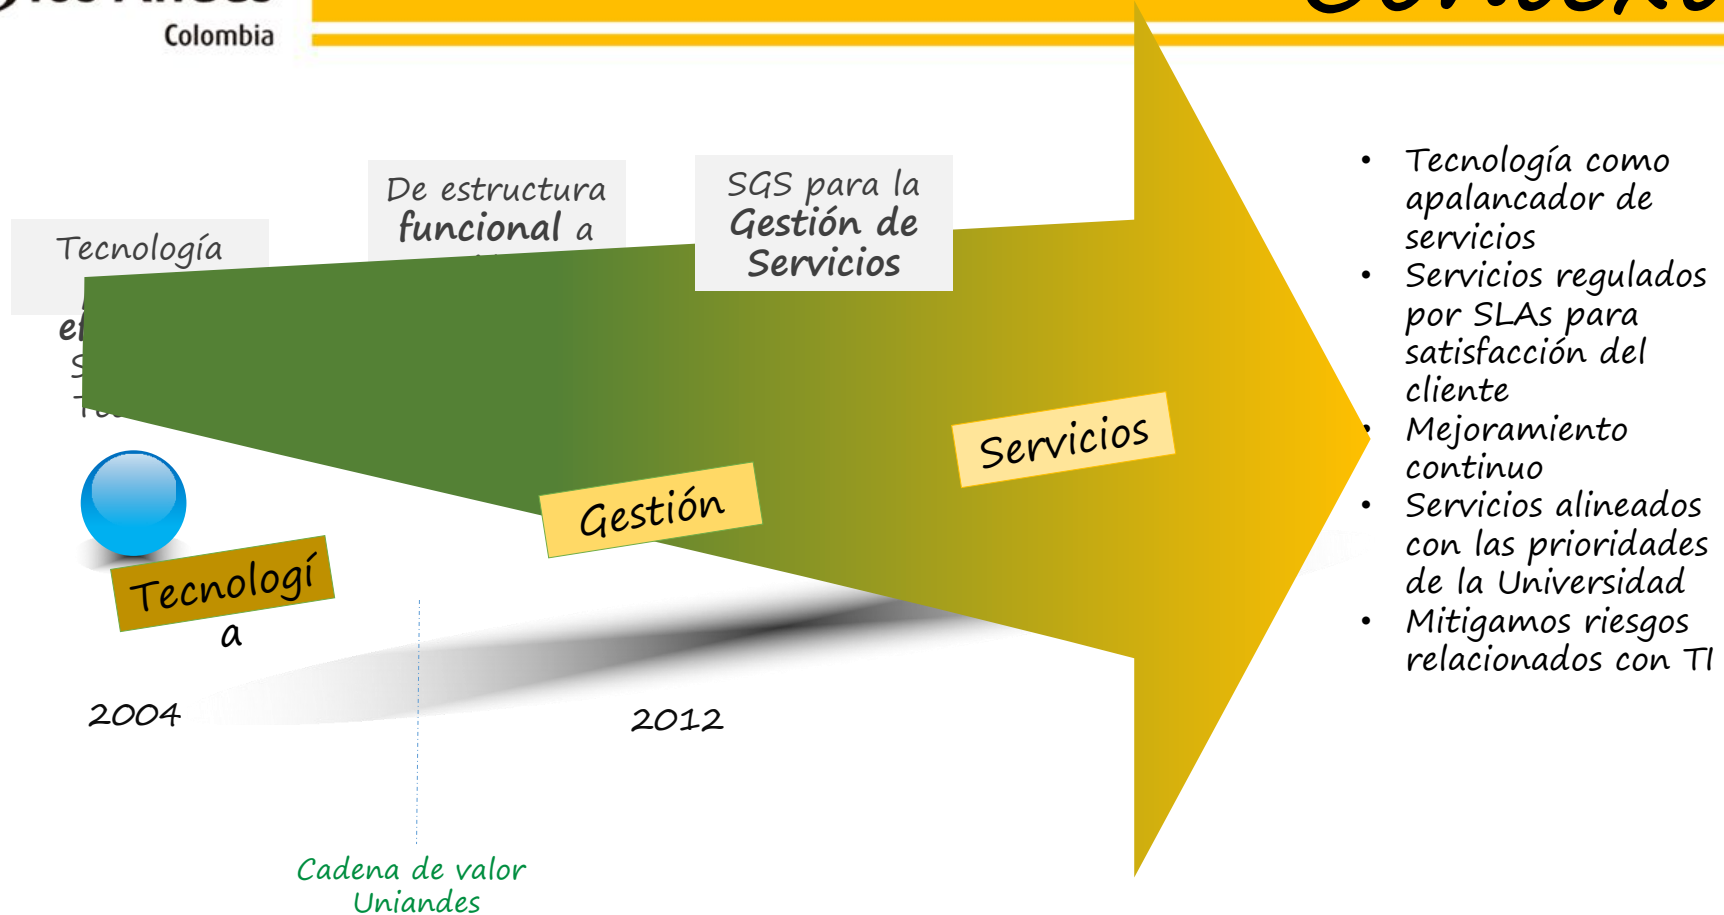 Colombia
Tecnología
De estructura
funcional a
SGS para la
Gestión de
Servicios
Tecnologí
a
Gestión
Servicios
2004
2012
Cadena de valor
Uniandes
• Tecnología como
apalancador de
servicios
• Servicios regulados
por SLAs para
satisfacción del
cliente
• Mejoramiento
continuo
• Servicios alineados
con las prioridades
de la Universidad
• Mitigamos riesgos
relacionados con TI